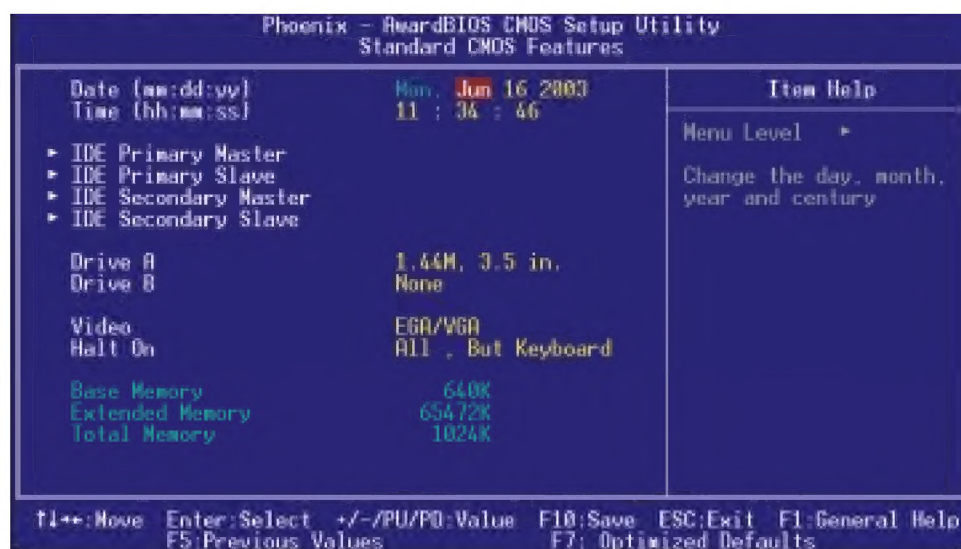 Phoenix - AwardBIOS CMOS Setup Utility
Standard CMOS Features
Date (mm:dd:yy) Mon, Jun 16 2003
Time (hh:mm:ss) 11 : 34 : 46
► IDE Primary Master
► IDE Primary Slave
► IDE Secondary Master
► IDE Secondary Slave
Drive A 1.44M, 3.5 in.
Drive B None
Video EGA/VGA
Halt On All , But Keyboard
Base Memory 640K
Extended Memory 65472K
Total Memory 1024K
Item Help
Menu Level ►
Change the day, month,
year and century
↑↓→←:Move Enter:Select +/-/PU/PD:Value F10:Save ESC:Exit F1:General Help
F5:Previous Values F7: Optimized Defaults